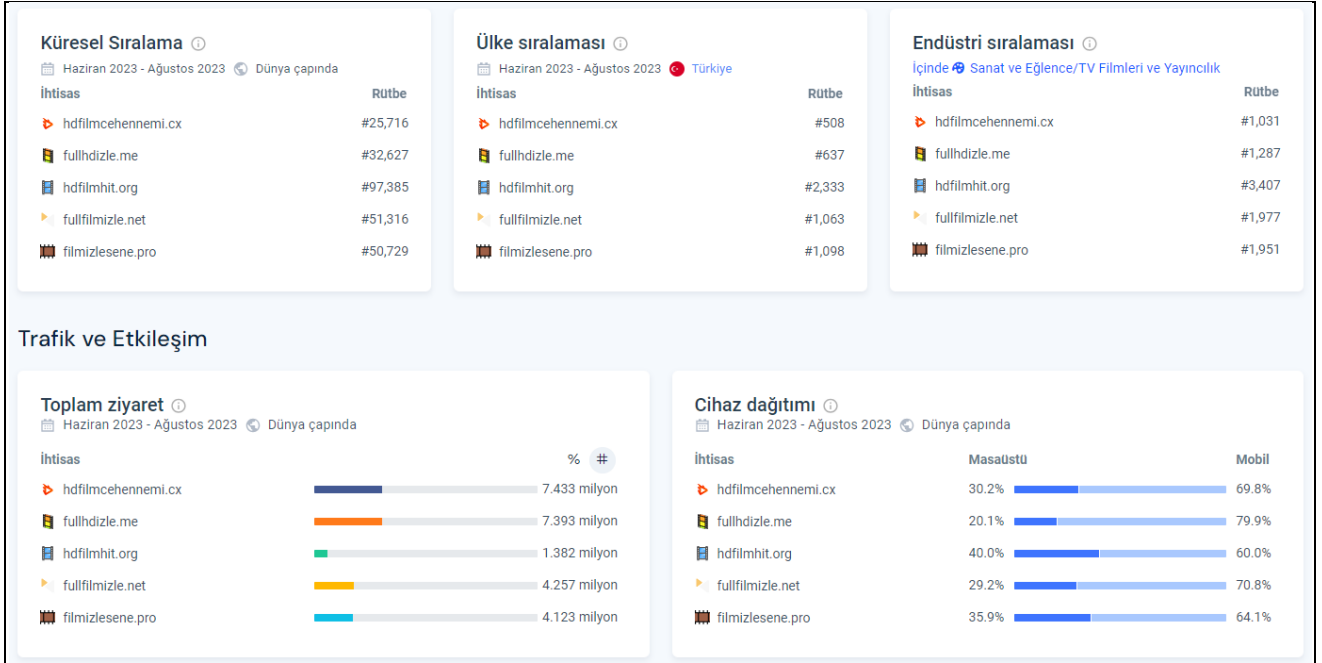 Küresel Sıralama
Haziran 2023 - Ağustos 2023 Dünya çapında
İhtisas Rütbe
hdfilmcehennemi.cx #25,716
fullhdizle.me #32,627
hdfilmhit.org #97,385
fullfilmizle.net #51,316
filmizlesene.pro #50,729
Ülke sıralaması
Haziran 2023 - Ağustos 2023 Türkiye
İhtisas Rütbe
hdfilmcehennemi.cx #508
fullhdizle.me #637
hdfilmhit.org #2,333
fullfilmizle.net #1,063
filmizlesene.pro #1,098
Endüstri sıralaması
İçinde Sanat ve Eğlence/TV Filmleri ve Yayıncılık
İhtisas Rütbe
hdfilmcehennemi.cx #1,031
fullhdizle.me #1,287
hdfilmhit.org #3,407
fullfilmizle.net #1,977
filmizlesene.pro #1,951
Trafik ve Etkileşim
Toplam ziyaret
Haziran 2023 - Ağustos 2023 Dünya çapında
İhtisas % #
hdfilmcehennemi.cx 7.433 milyon
fullhdizle.me 7.393 milyon
hdfilmhit.org 1.382 milyon
fullfilmizle.net 4.257 milyon
filmizlesene.pro 4.123 milyon
Cihaz dağıtımı
Haziran 2023 - Ağustos 2023 Dünya çapında
İhtisas Masaüstü Mobil
hdfilmcehennemi.cx 30.2% 69.8%
fullhdizle.me 20.1% 79.9%
hdfilmhit.org 40.0% 60.0%
fullfilmizle.net 29.2% 70.8%
filmizlesene.pro 35.9% 64.1%